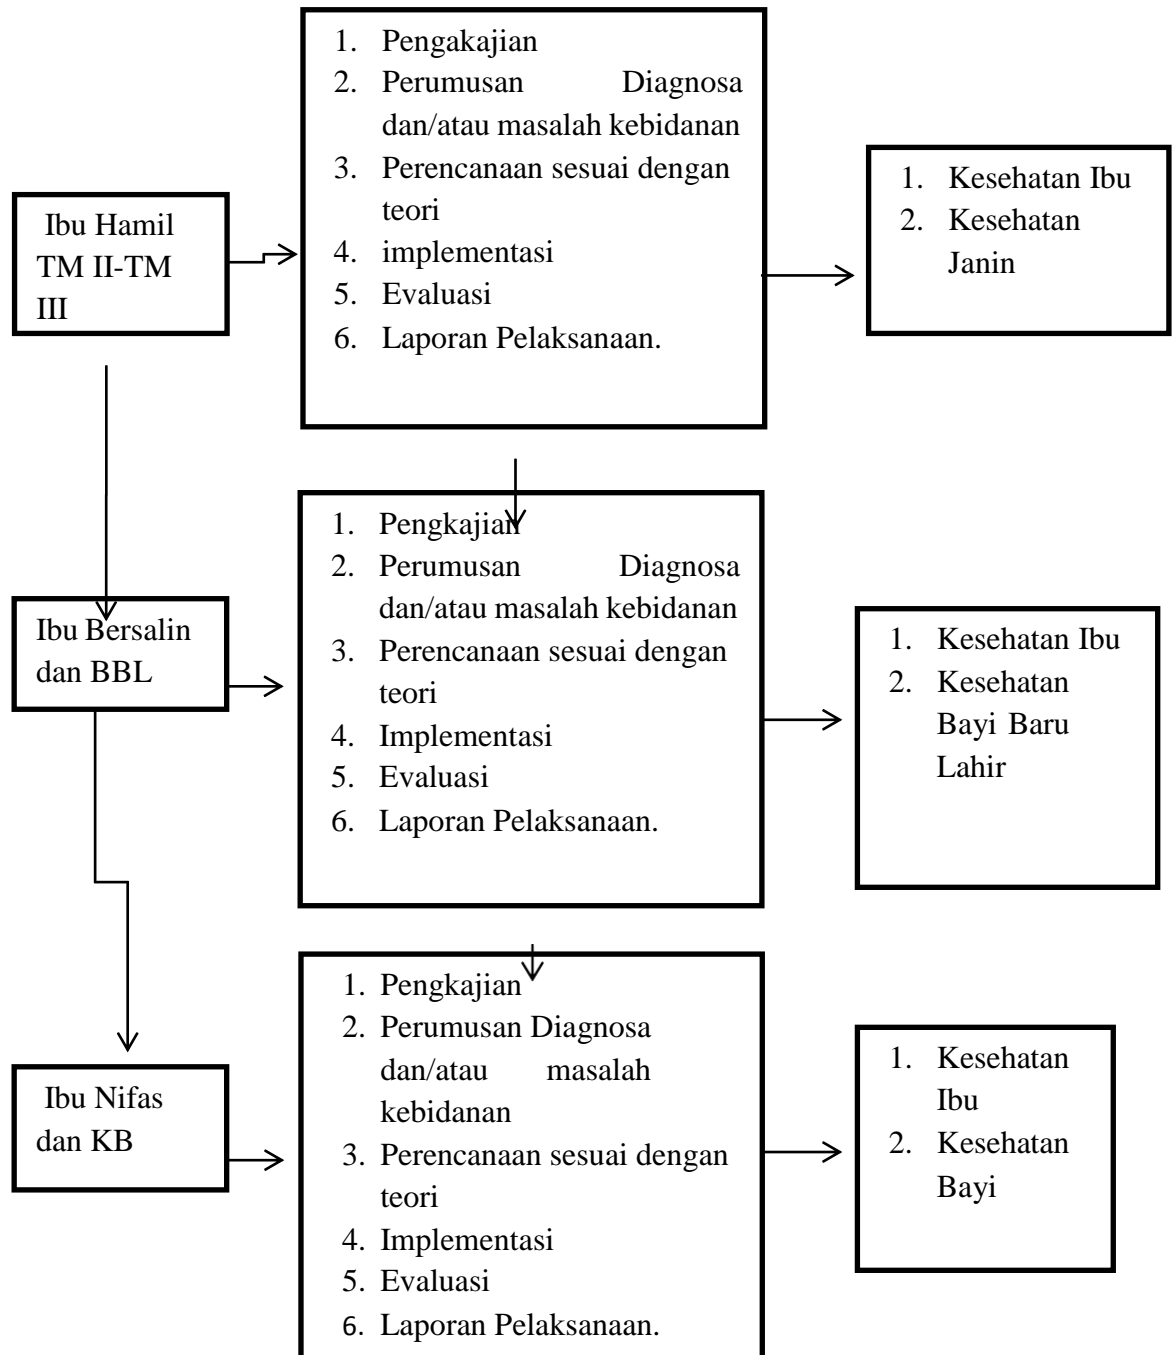 Ibu Hamil
TM II-TM
III
1. Pengakajian
2. Perumusan Diagnosa
dan/atau masalah kebidanan
3. Perencanaan sesuai dengan
teori
4. implementasi
5. Evaluasi
6. Laporan Pelaksanaan.
1. Kesehatan Ibu
2. Kesehatan
Janin
Ibu Bersalin
dan BBL
1. Pengkajian
2. Perumusan Diagnosa
dan/atau masalah kebidanan
3. Perencanaan sesuai dengan
teori
4. Implementasi
5. Evaluasi
6. Laporan Pelaksanaan.
1. Kesehatan Ibu
2. Kesehatan
Bayi Baru
Lahir
Ibu Nifas
dan KB
1. Pengkajian
2. Perumusan Diagnosa
dan/atau masalah
kebidanan
3. Perencanaan sesuai dengan
teori
4. Implementasi
5. Evaluasi
6. Laporan Pelaksanaan.
1. Kesehatan
Ibu
2. Kesehatan
Bayi